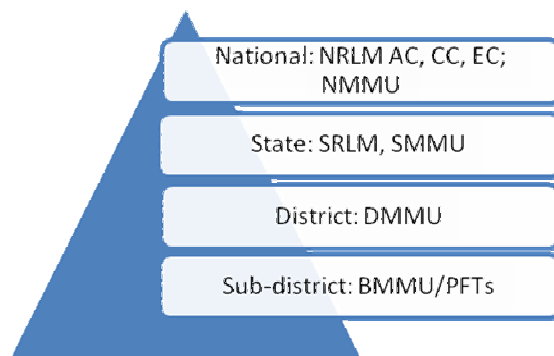 National: NRLM AC, CC, EC;
NMMU
State: SRLM, SMMU
District: DMMU
Sub-district: BMMU/PFTs